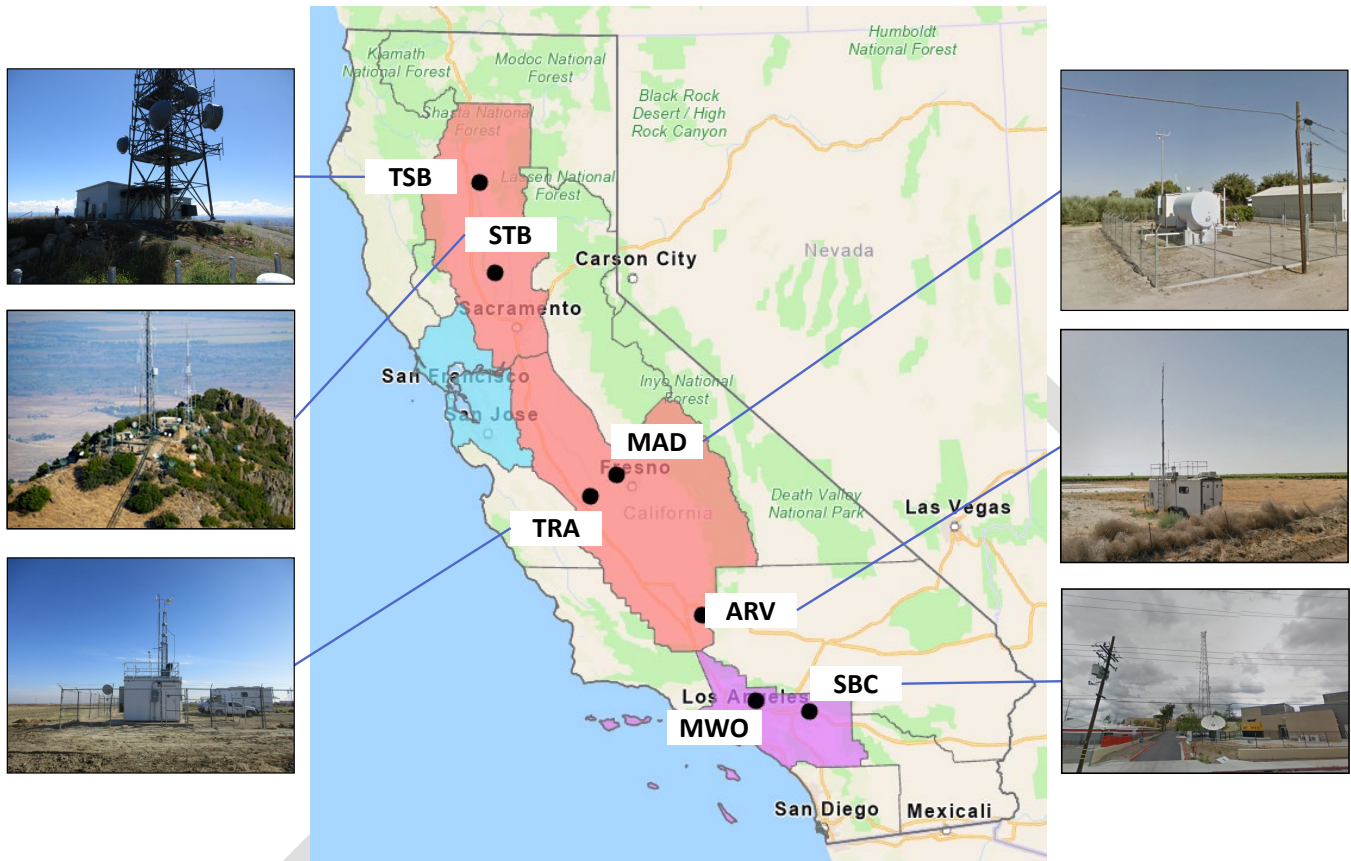 Klamath
National Forest
Modoc National
Forest
Humboldt
National Forest
Black Rock
Desert / High
Rock Canyon
Shasta National
Forest
TSB
Lassen National
Forest
STB
Carson City
Nevada
Sacramento
San Francisco
San Jose
Inyo National
Forest
MAD
Fresno
TRA
California
Death Valley
National Park
Las Vegas
ARV
Los Angeles
SBC
MWO
San Diego
Mexicali